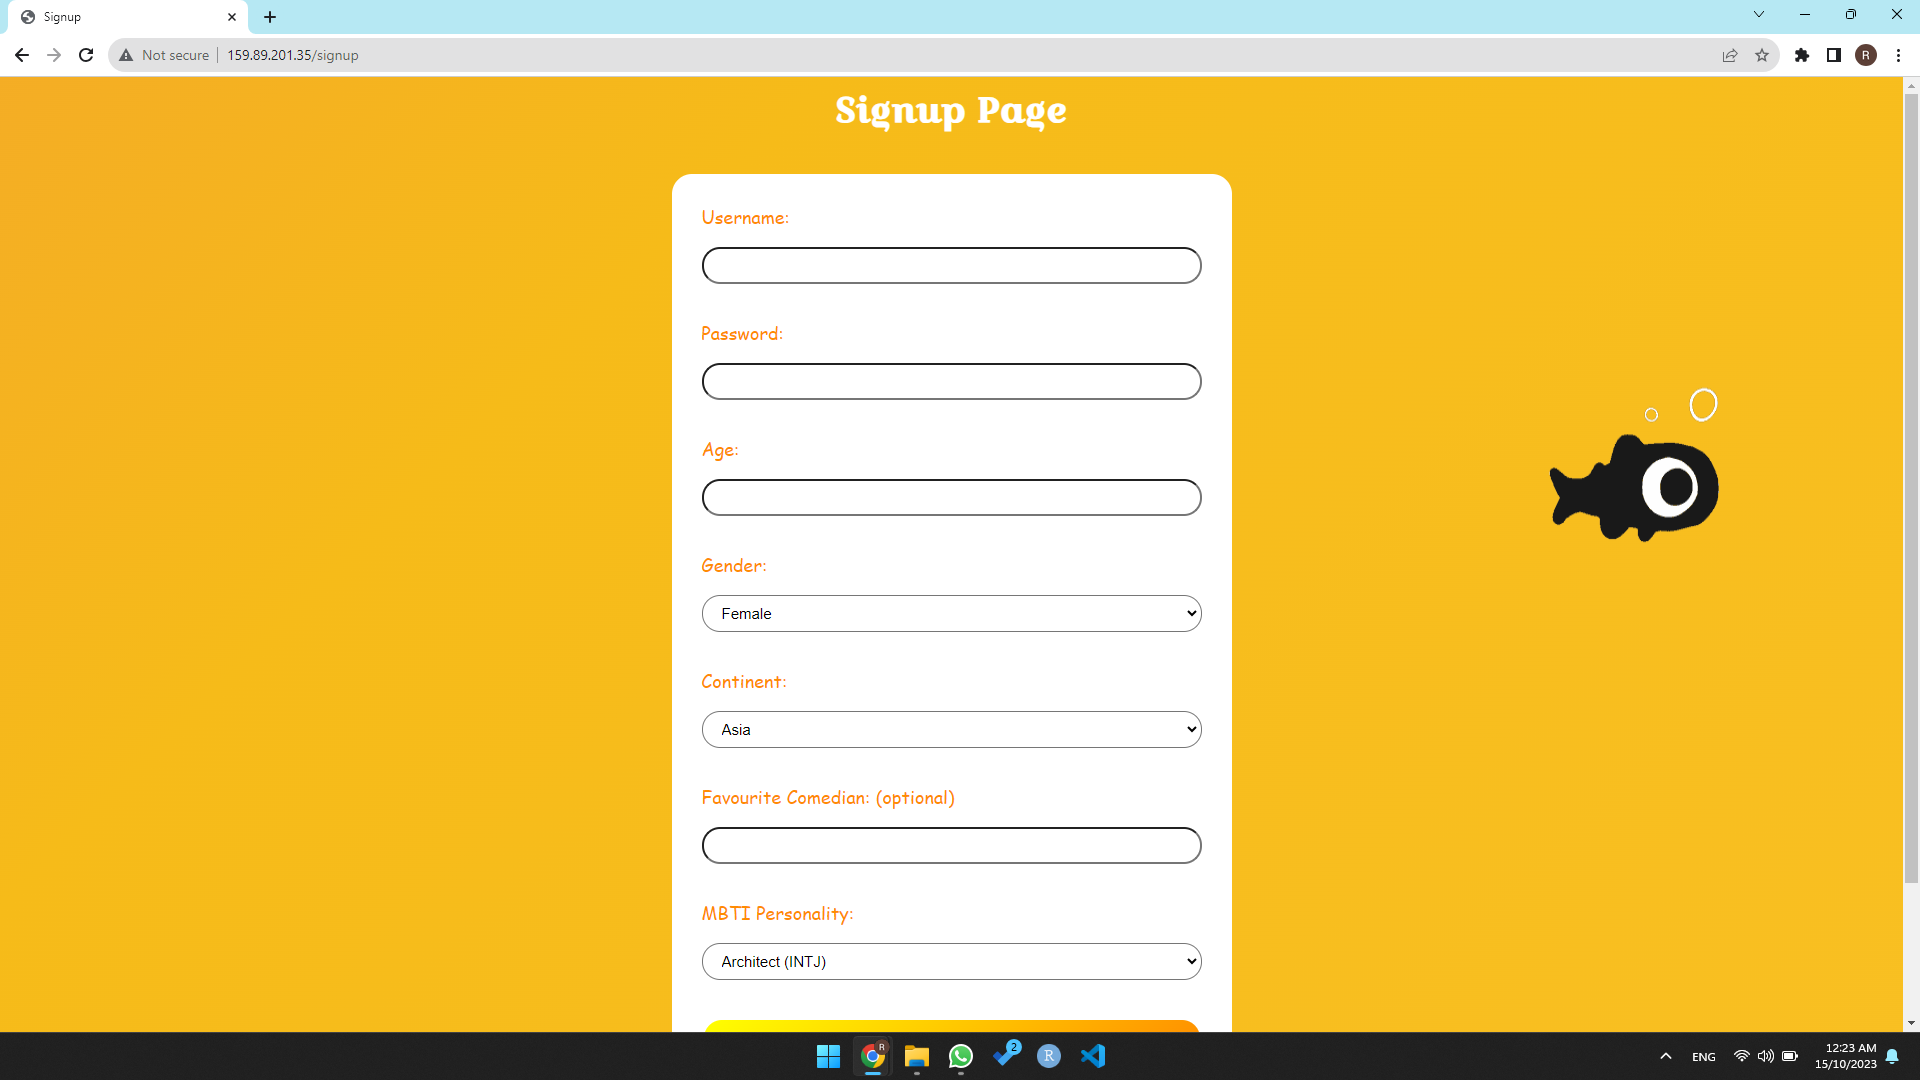 Signup
Not secure
159.89.201.35/signup
R
Signup Page
Username:
Password:
Age:
Gender:
Female
Continent:
Asia
Favourite Comedian: (optional)
MBTI Personality:
Architect (INTJ)
R
2
R
ENG
12:23 AM
15/10/2023